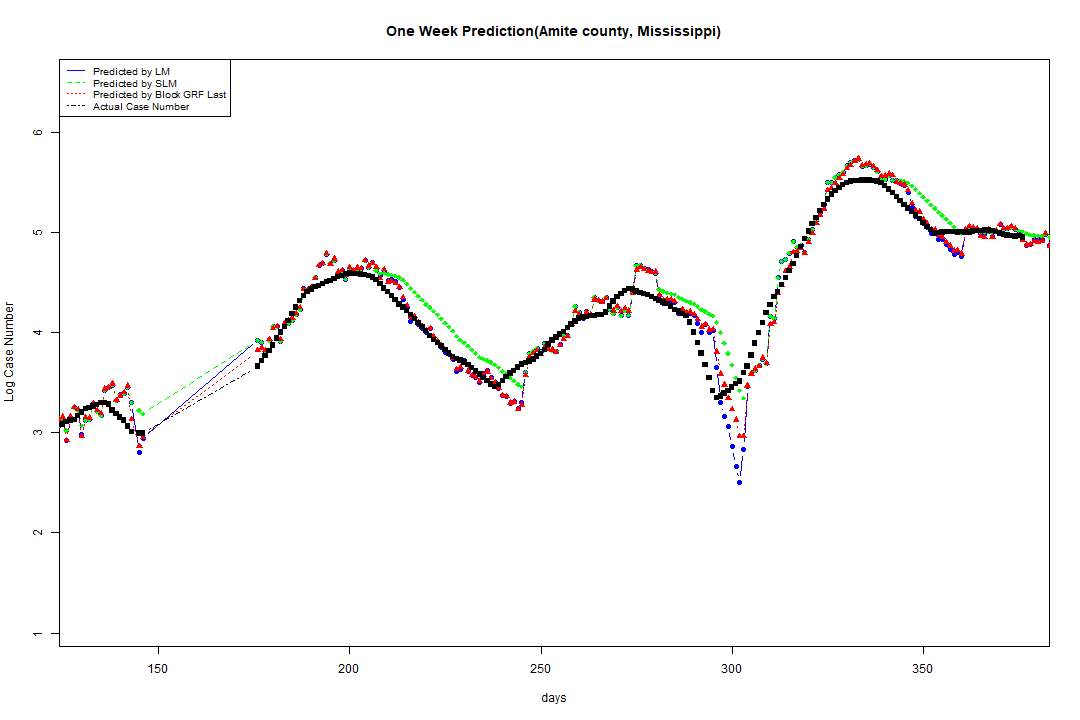 One Week Prediction(Amite county, Mississippi)
Predicted by LM
Predicted by SLM
Predicted by Block GRF Last
Actual Case Number
6
5
4
3
2
1
Log Case Number
150 200 250 300 350
days